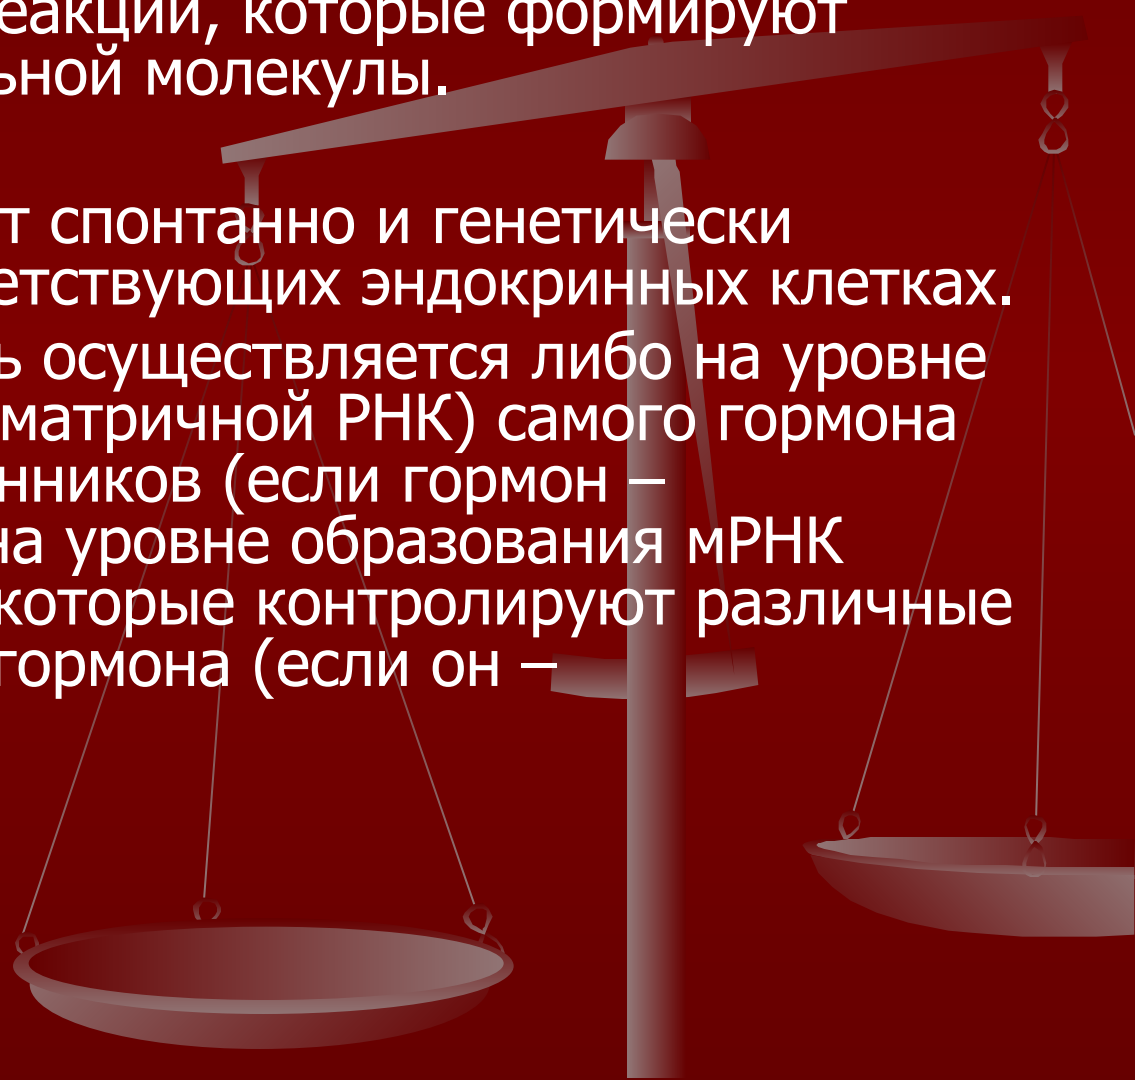 еакций, которые формируют
ьной молекулы.
т спонтанно и генетически
етствующих эндокринных клетках.
ь осуществляется либо на уровне
матричной РНК) самого гормона
нников (если гормон –
на уровне образования мРНК
которые контролируют различные
гормона (если он –